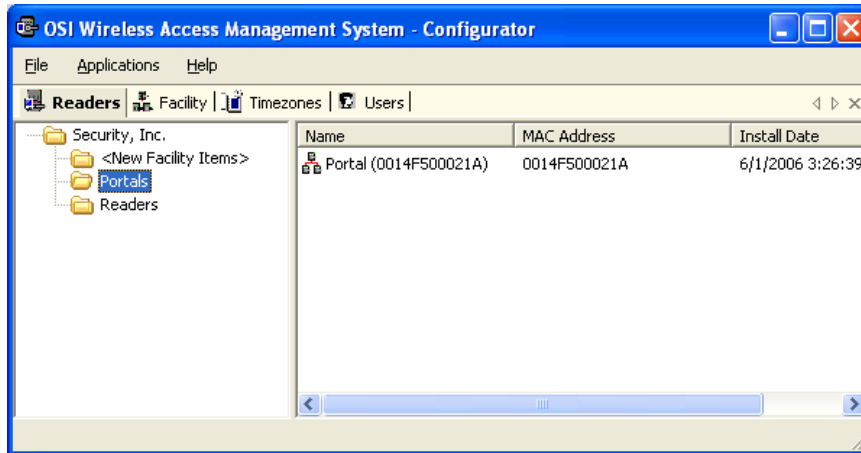 OSI Wireless Access Management System - Configurator
File Applications Help
Readers Facility Timezones Users
Security, Inc.
<New Facility Items>
Portals
Readers
Name MAC Address Install Date
Portal (0014F500021A) 0014F500021A 6/1/2006 3:26:39